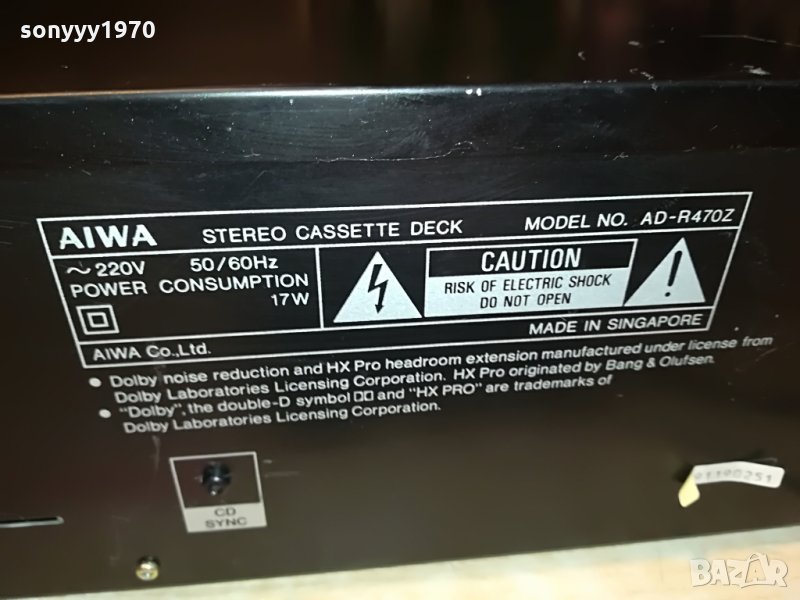 sonyyy1970
AIWA STEREO CASSETTE DECK MODEL NO. AD-R470Z
~220V 50/60Hz
POWER CONSUMPTION
17W
CAUTION
RISK OF ELECTRIC SHOCK
DO NOT OPEN
AIWA Co.,Ltd.
MADE IN SINGAPORE
• Dolby noise reduction and HX Pro headroom extension manufactured under license from
Dolby Laboratories Licensing Corporation. HX Pro originated by Bang & Olufsen.
• "Dolby", the double-D symbol and "HX PRO" are trademarks of
Dolby Laboratories Licensing Corporation.
CD
SYNC
91190251
BAZAR